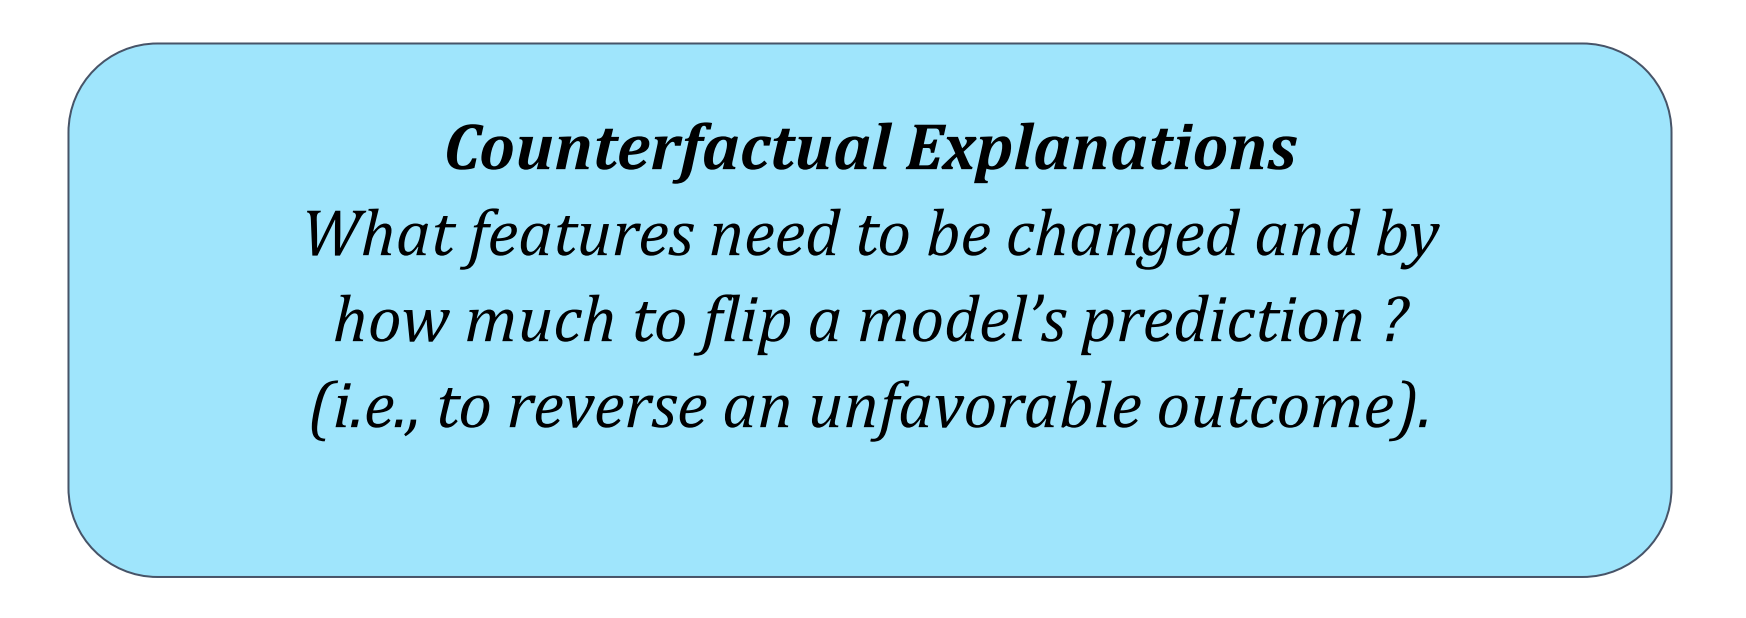 Counterfactual Explanations
What features need to be changed and by
how much to flip a model’s prediction ?
(i.e., to reverse an unfavorable outcome).